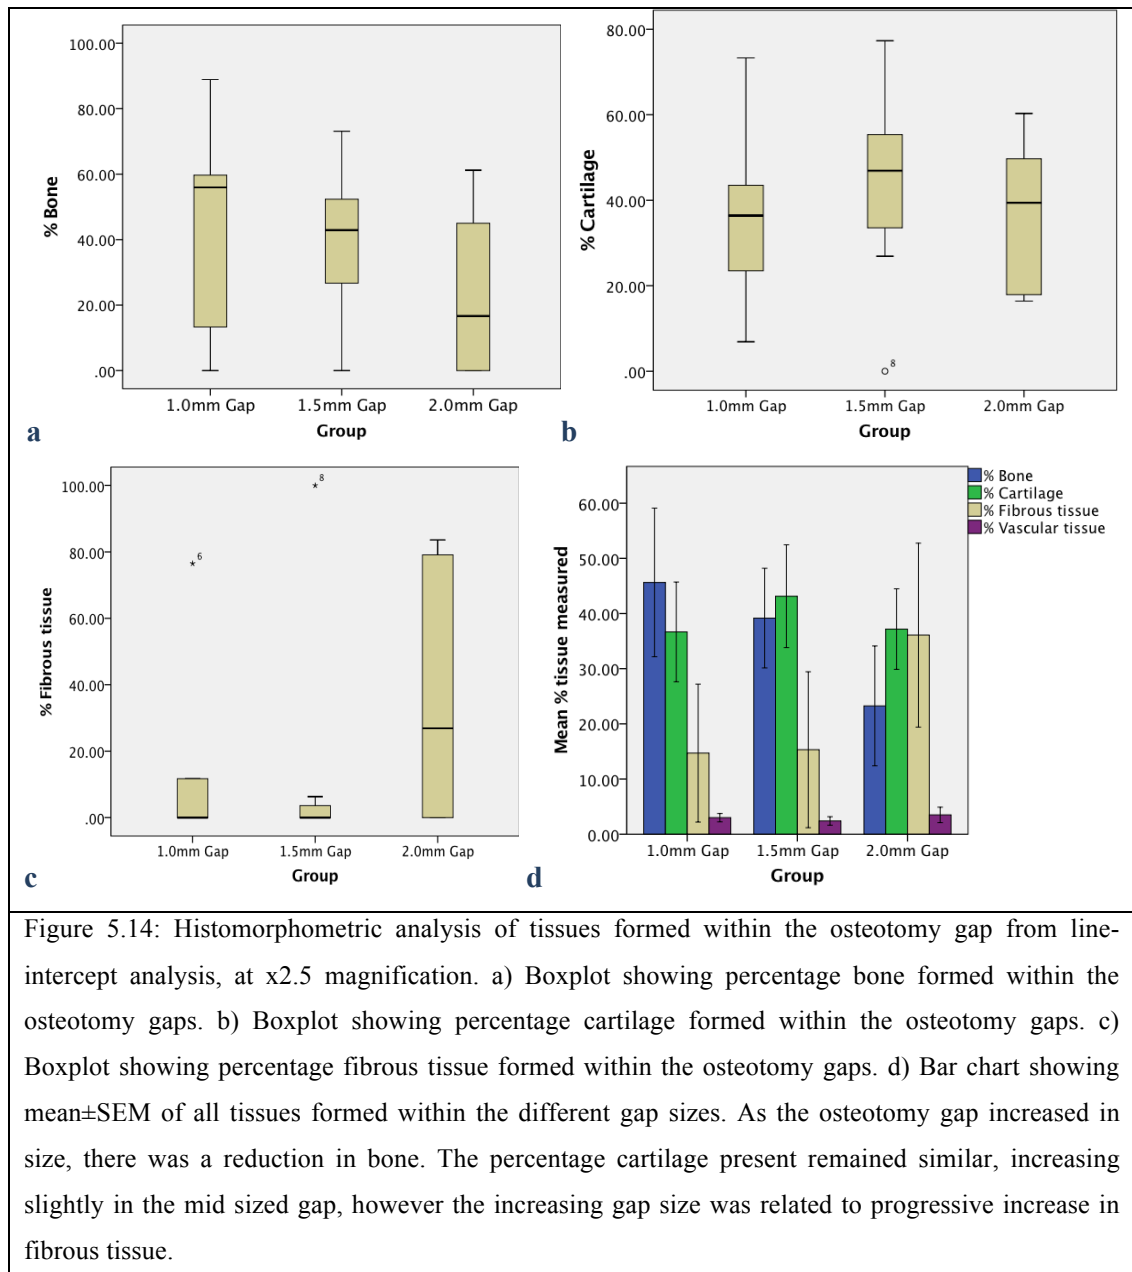 100.00
80.00
60.00
40.00
20.00
.00
% Bone
1.0mm Gap 1.5mm Gap 2.0mm Gap
Group
a
80.00
60.00
40.00
20.00
.00
% Cartilage
8
1.0mm Gap 1.5mm Gap 2.0mm Gap
Group
b
100.00
80.00
60.00
40.00
20.00
.00
% Fibrous tissue
* 6
* 8
1.0mm Gap 1.5mm Gap 2.0mm Gap
Group
c
% Bone
% Cartilage
% Fibrous tissue
% Vascular tissue
60.00
50.00
40.00
30.00
20.00
10.00
0.00
Mean % tissue measured
1.0mm Gap 1.5mm Gap 2.0mm Gap
Group
d
Figure 5.14: Histomorphometric analysis of tissues formed within the osteotomy gap from line-
intercept analysis, at x2.5 magnification. a) Boxplot showing percentage bone formed within the
osteotomy gaps. b) Boxplot showing percentage cartilage formed within the osteotomy gaps. c)
Boxplot showing percentage fibrous tissue formed within the osteotomy gaps. d) Bar chart showing
mean±SEM of all tissues formed within the different gap sizes. As the osteotomy gap increased in
size, there was a reduction in bone. The percentage cartilage present remained similar, increasing
slightly in the mid sized gap, however the increasing gap size was related to progressive increase in
fibrous tissue.